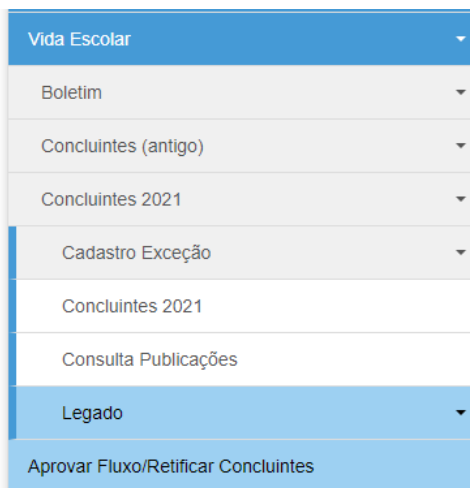 Vida Escolar
Boletim
Concluintes (antigo)
Concluintes 2021
Cadastro Exceção
Concluintes 2021
Consulta Publicações
Legado
Aprovar Fluxo/Retificar Concluintes